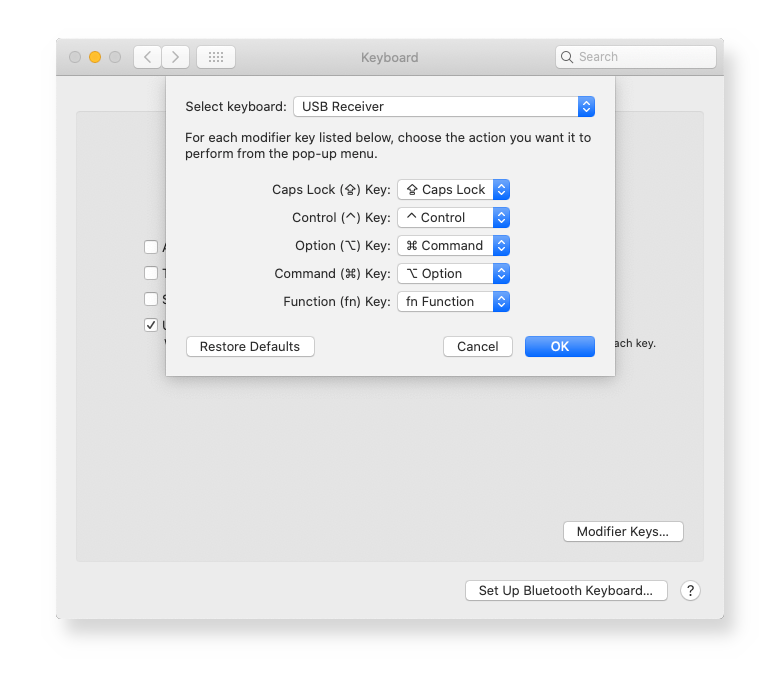 Keyboard
Search
Select keyboard: USB Receiver
For each modifier key listed below, choose the action you want it to
perform from the pop-up menu.
Caps Lock (⇪) Key: ⇪ Caps Lock
Control (^) Key: ^ Control
Option (⌥) Key: ⌘ Command
Command (⌘) Key: ⌥ Option
Function (fn) Key: fn Function
Restore Defaults
Cancel
OK
key.
Modifier Keys...
Set Up Bluetooth Keyboard...
?